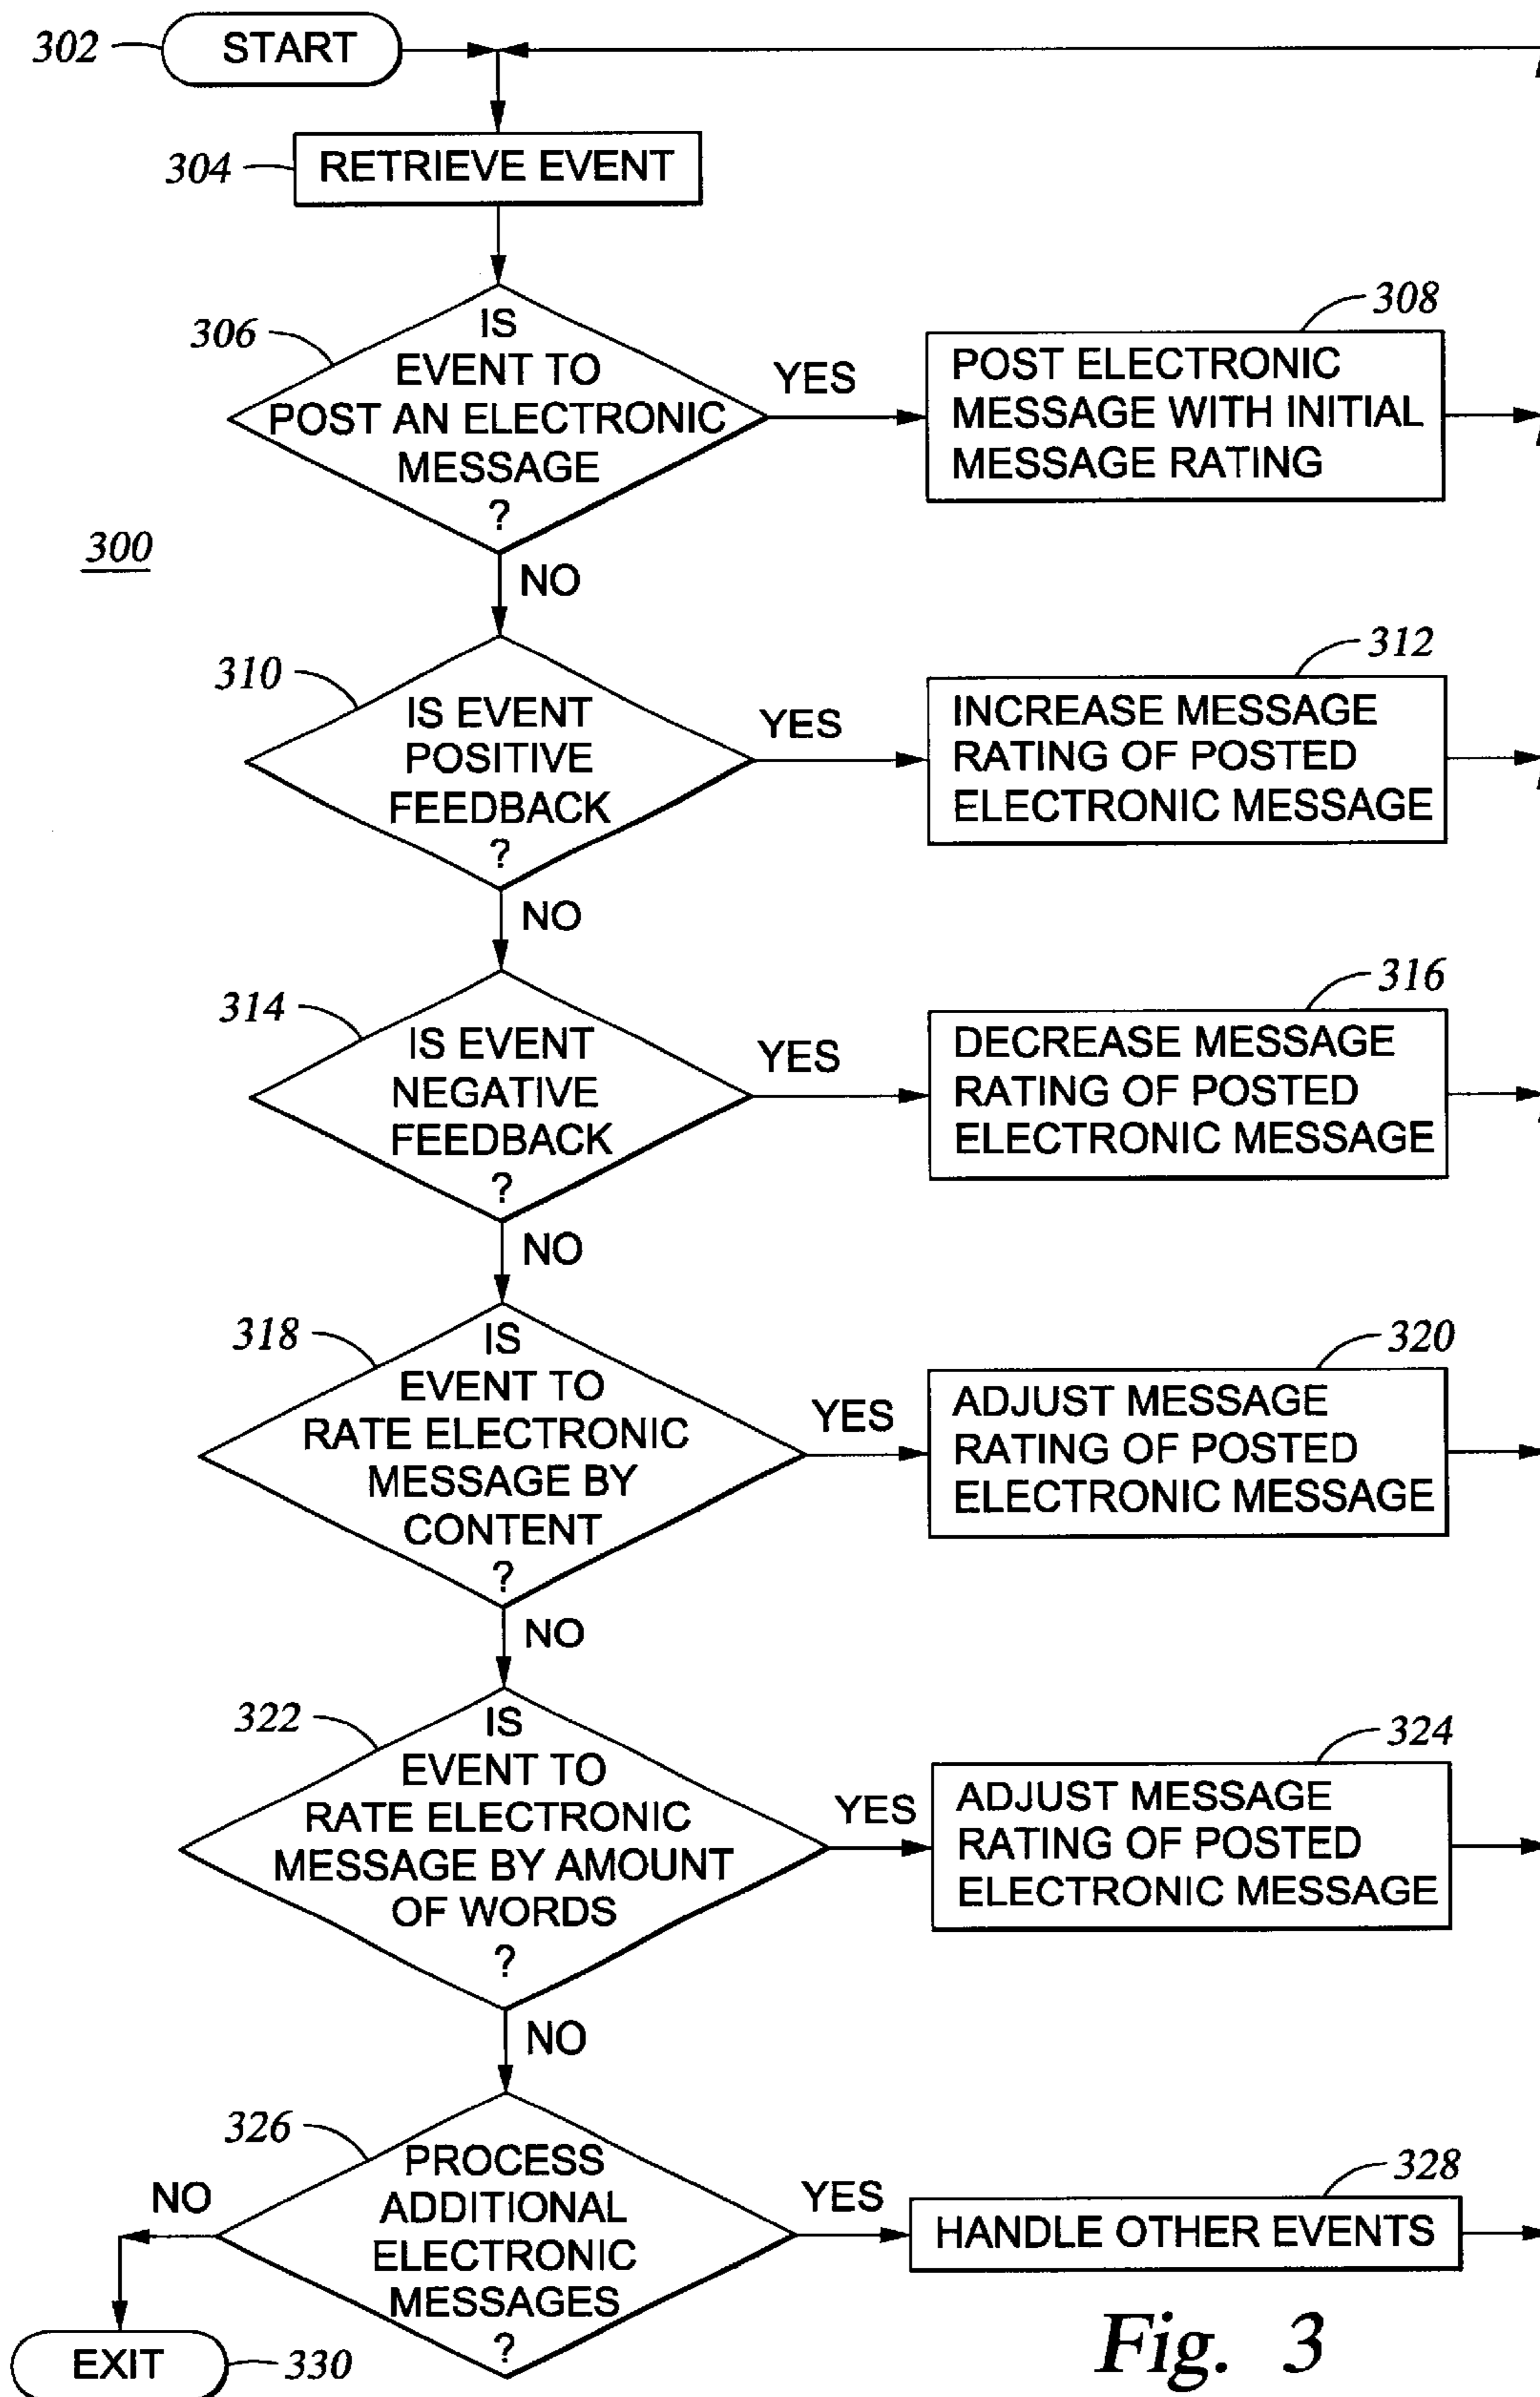 302
START
304
RETRIEVE EVENT
306
IS
EVENT TO
POST AN ELECTRONIC
MESSAGE
?
YES
308
POST ELECTRONIC
MESSAGE WITH INITIAL
MESSAGE RATING
300
NO
310
IS EVENT
POSITIVE
FEEDBACK
?
YES
312
INCREASE MESSAGE
RATING OF POSTED
ELECTRONIC MESSAGE
NO
314
IS EVENT
NEGATIVE
FEEDBACK
?
YES
316
DECREASE MESSAGE
RATING OF POSTED
ELECTRONIC MESSAGE
NO
318
IS
EVENT TO
RATE ELECTRONIC
MESSAGE BY
CONTENT
?
YES
320
ADJUST MESSAGE
RATING OF POSTED
ELECTRONIC MESSAGE
NO
322
IS
EVENT TO
RATE ELECTRONIC
MESSAGE BY AMOUNT
OF WORDS
?
YES
324
ADJUST MESSAGE
RATING OF POSTED
ELECTRONIC MESSAGE
NO
326
PROCESS
ADDITIONAL
ELECTRONIC
MESSAGES
?
YES
328
HANDLE OTHER EVENTS
NO
EXIT
330
Fig. 3